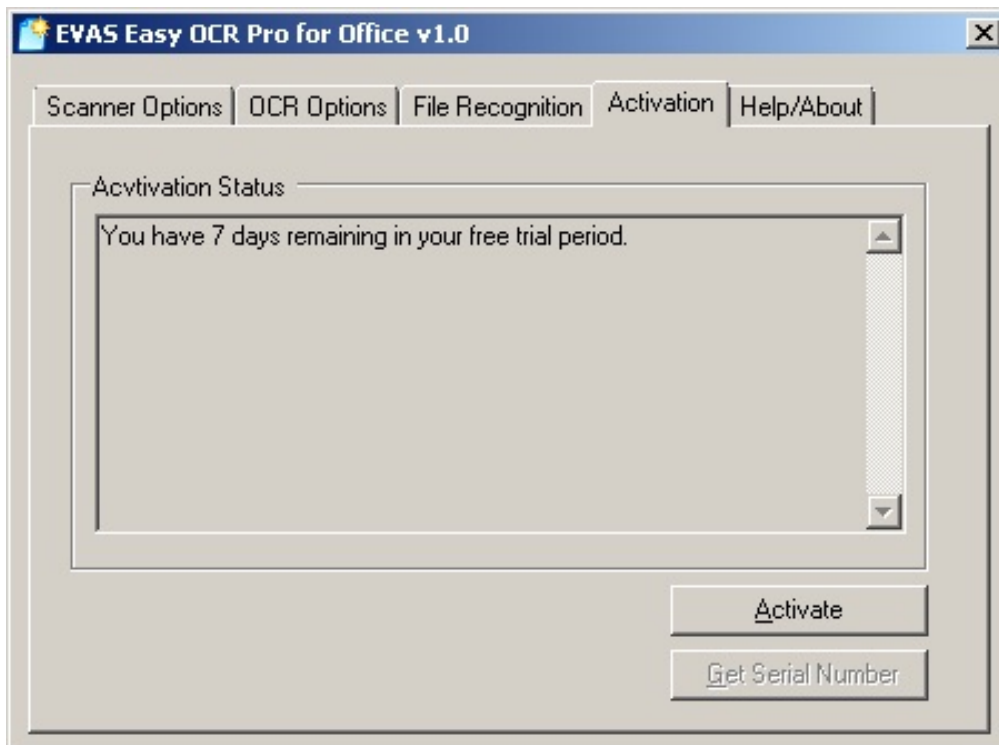 EVAS Easy OCR Pro for Office v1.0
Scanner Options OCR Options File Recognition Activation Help/About
Acvtivation Status
You have 7 days remaining in your free trial period.
Activate
Get Serial Number